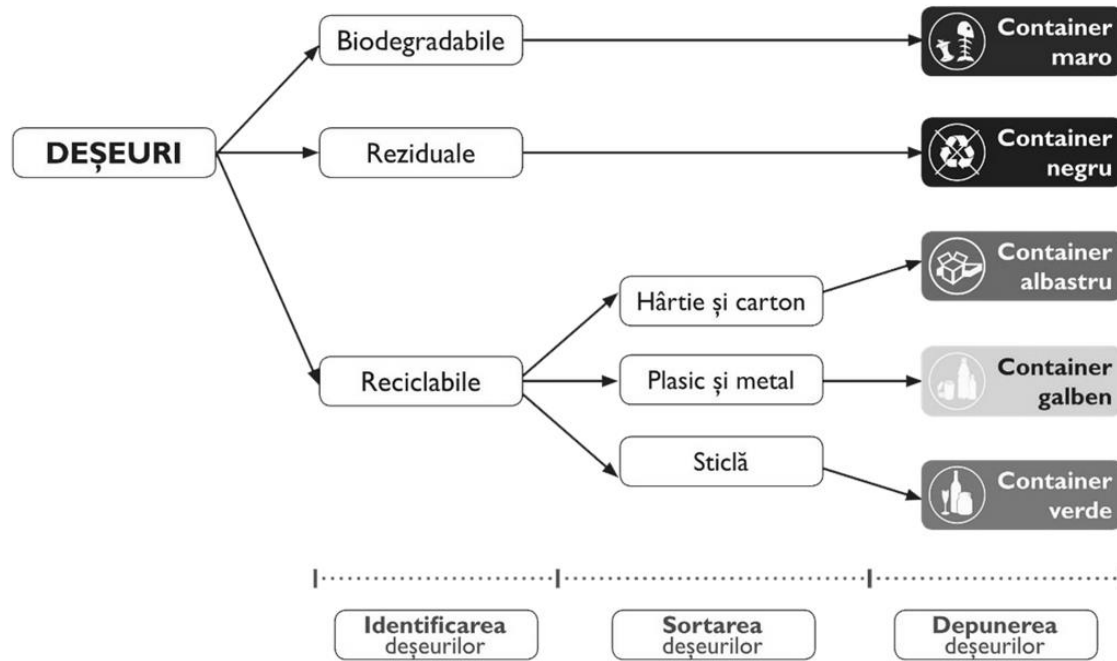 Biodegradabile
Container
maro
DEȘEURI
Reziduale
Container
negru
Container
albastru
Hârtie și carton
Reciclabile
Plasic și metal
Container
galben
Sticlă
Container
verde
Identificarea
deșeurilor
Sortarea
deșeurilor
Depunerea
deșeurilor